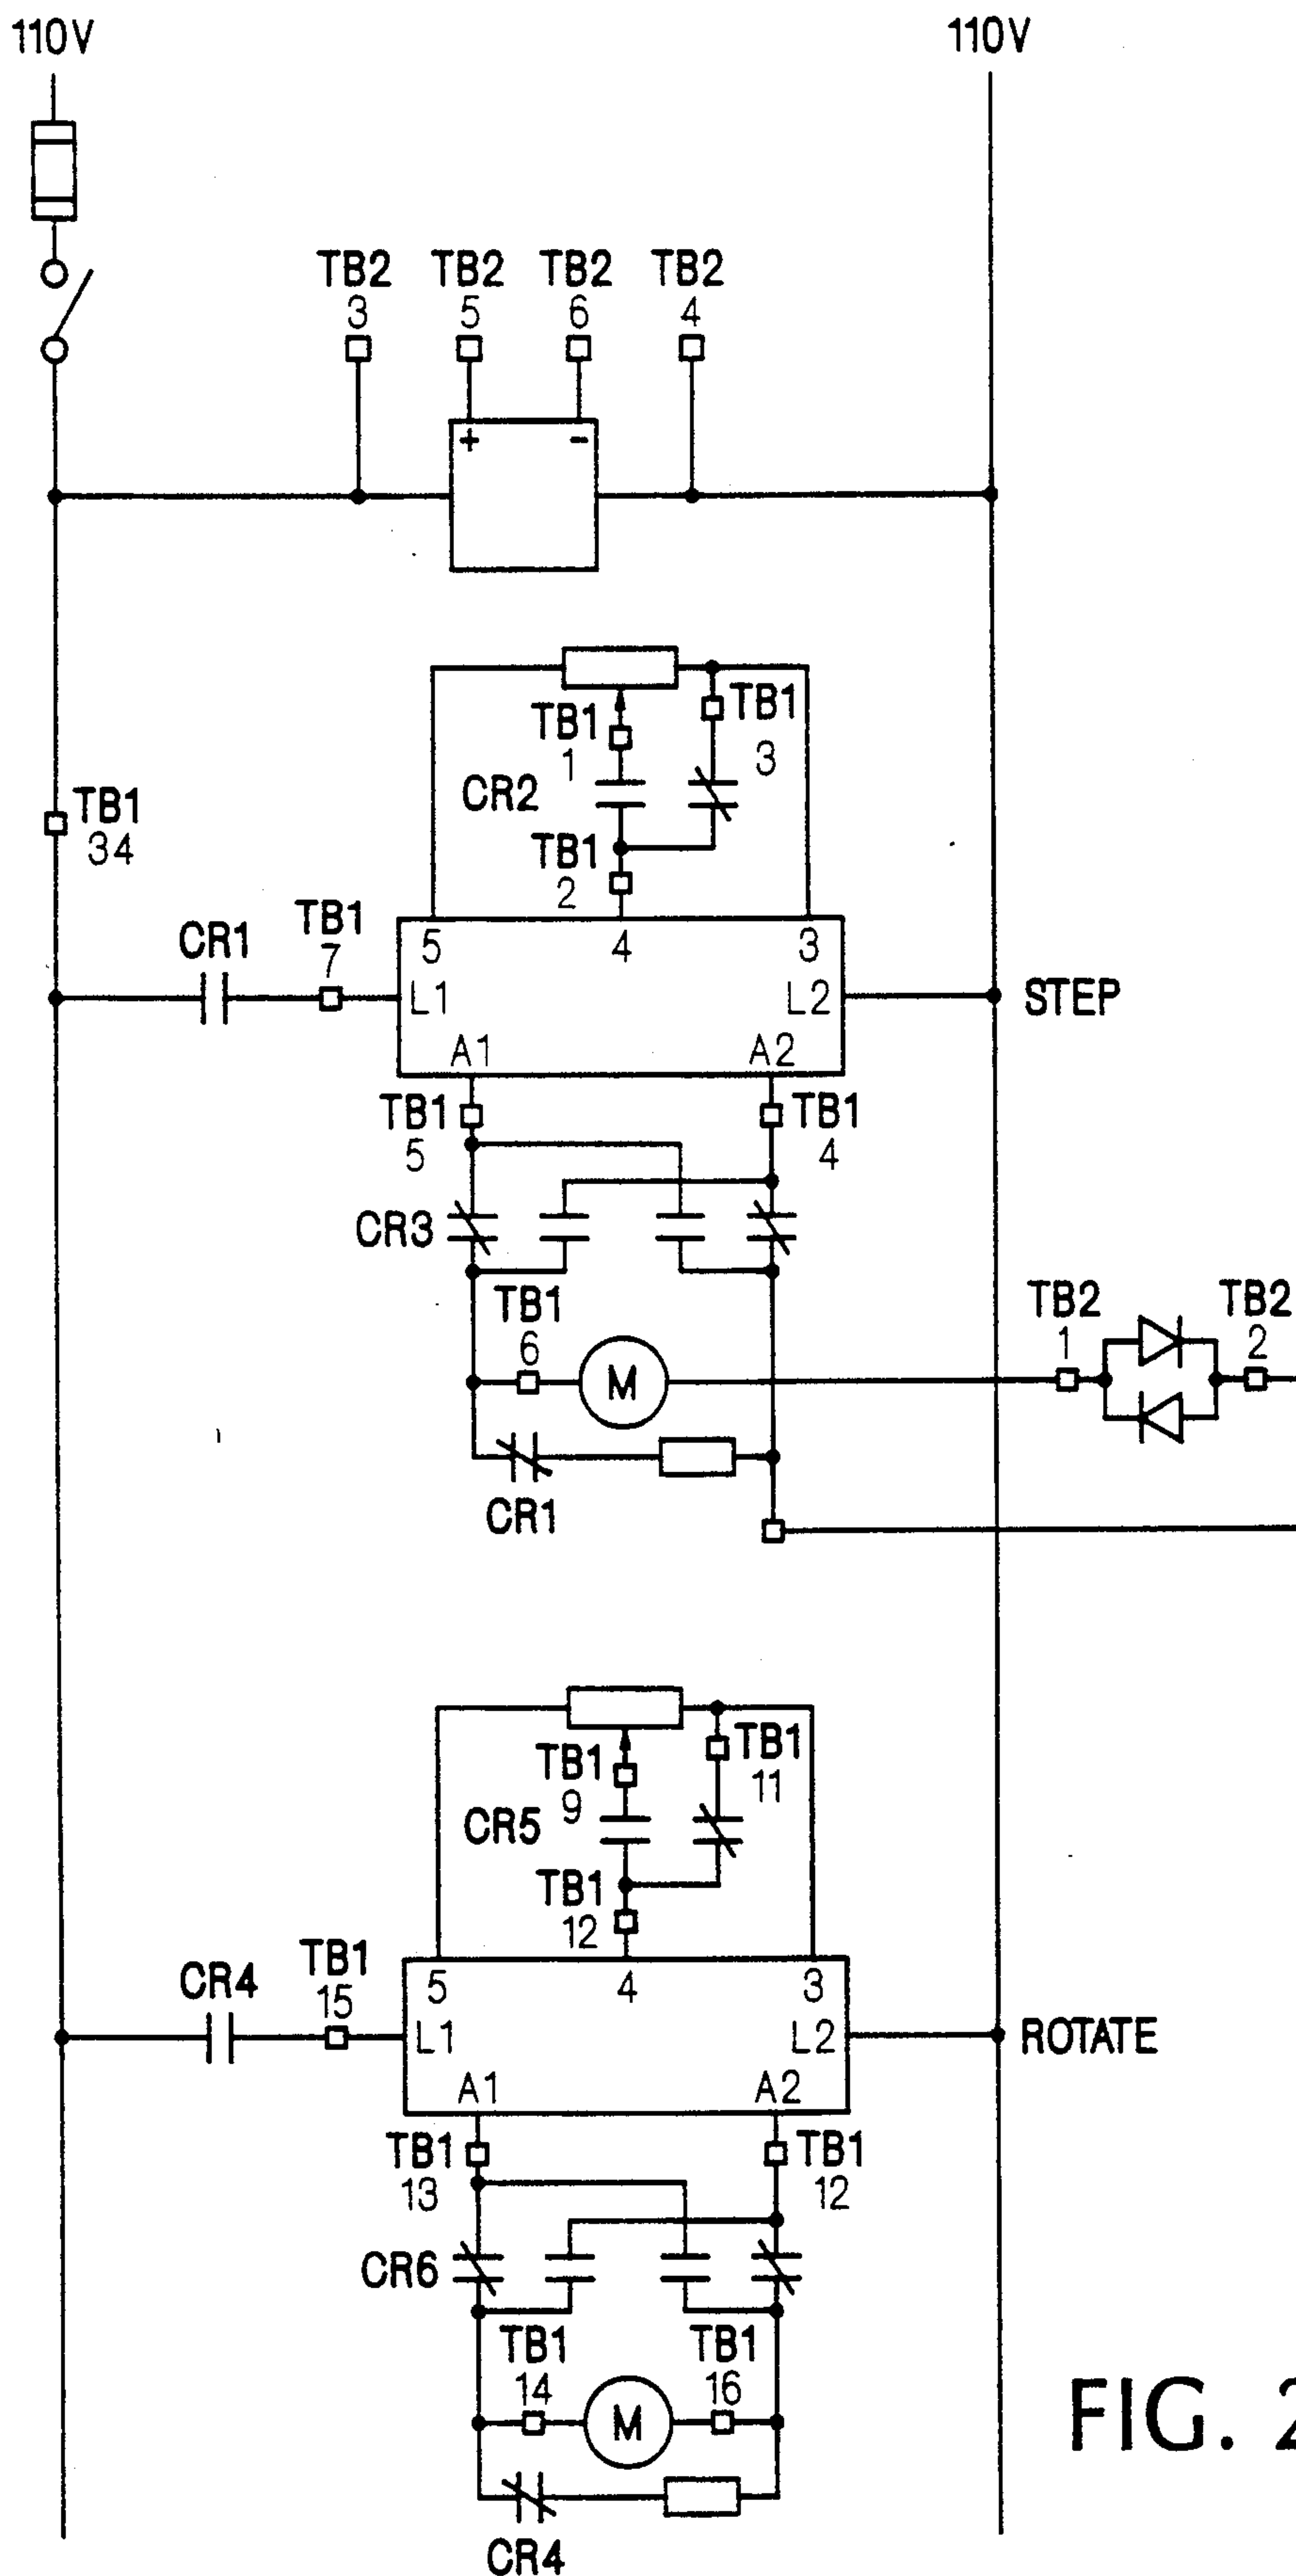 110V 110V
TB2 TB2 TB2 TB2
3 5 6 4
+ -
TB1 TB1
1 3
CR2
TB1
34
TB1
2
CR1 TB1
7
5 4 3
L1 L2 STEP
A1 A2
TB1 TB1
5 4
CR3
TB1
6
M
TB2 TB2
1 2
CR1
TB1 TB1
9 11
CR5
TB1
12
CR4 TB1
15
5 4 3
L1 L2 ROTATE
A1 A2
TB1 TB1
13 12
CR6
TB1 TB1
14 16
M
CR4
FIG. 2